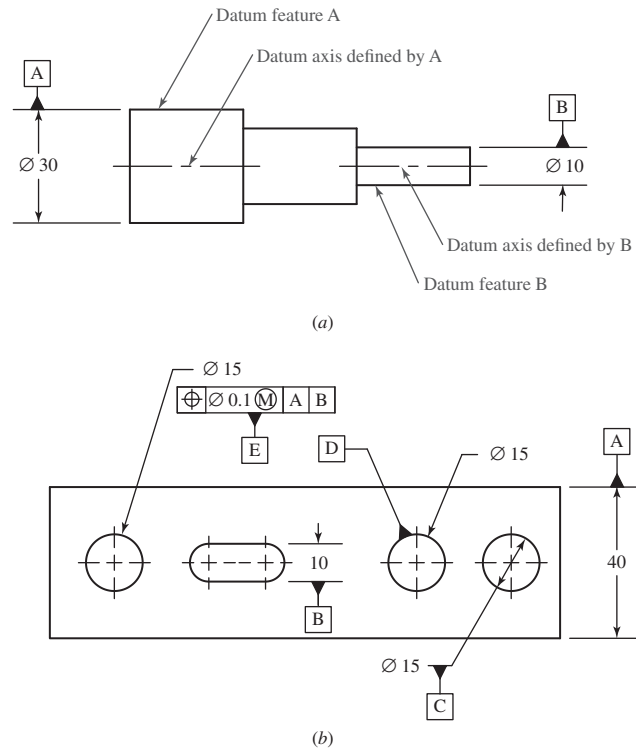 Datum feature A
Datum axis defined by A
A
B
∅ 30
∅ 10
Datum axis defined by B
Datum feature B
(a)
∅ 15
⌖ ∅ 0.1 Ⓜ A B
E
D
∅ 15
A
10
40
B
∅ 15
C
(b)